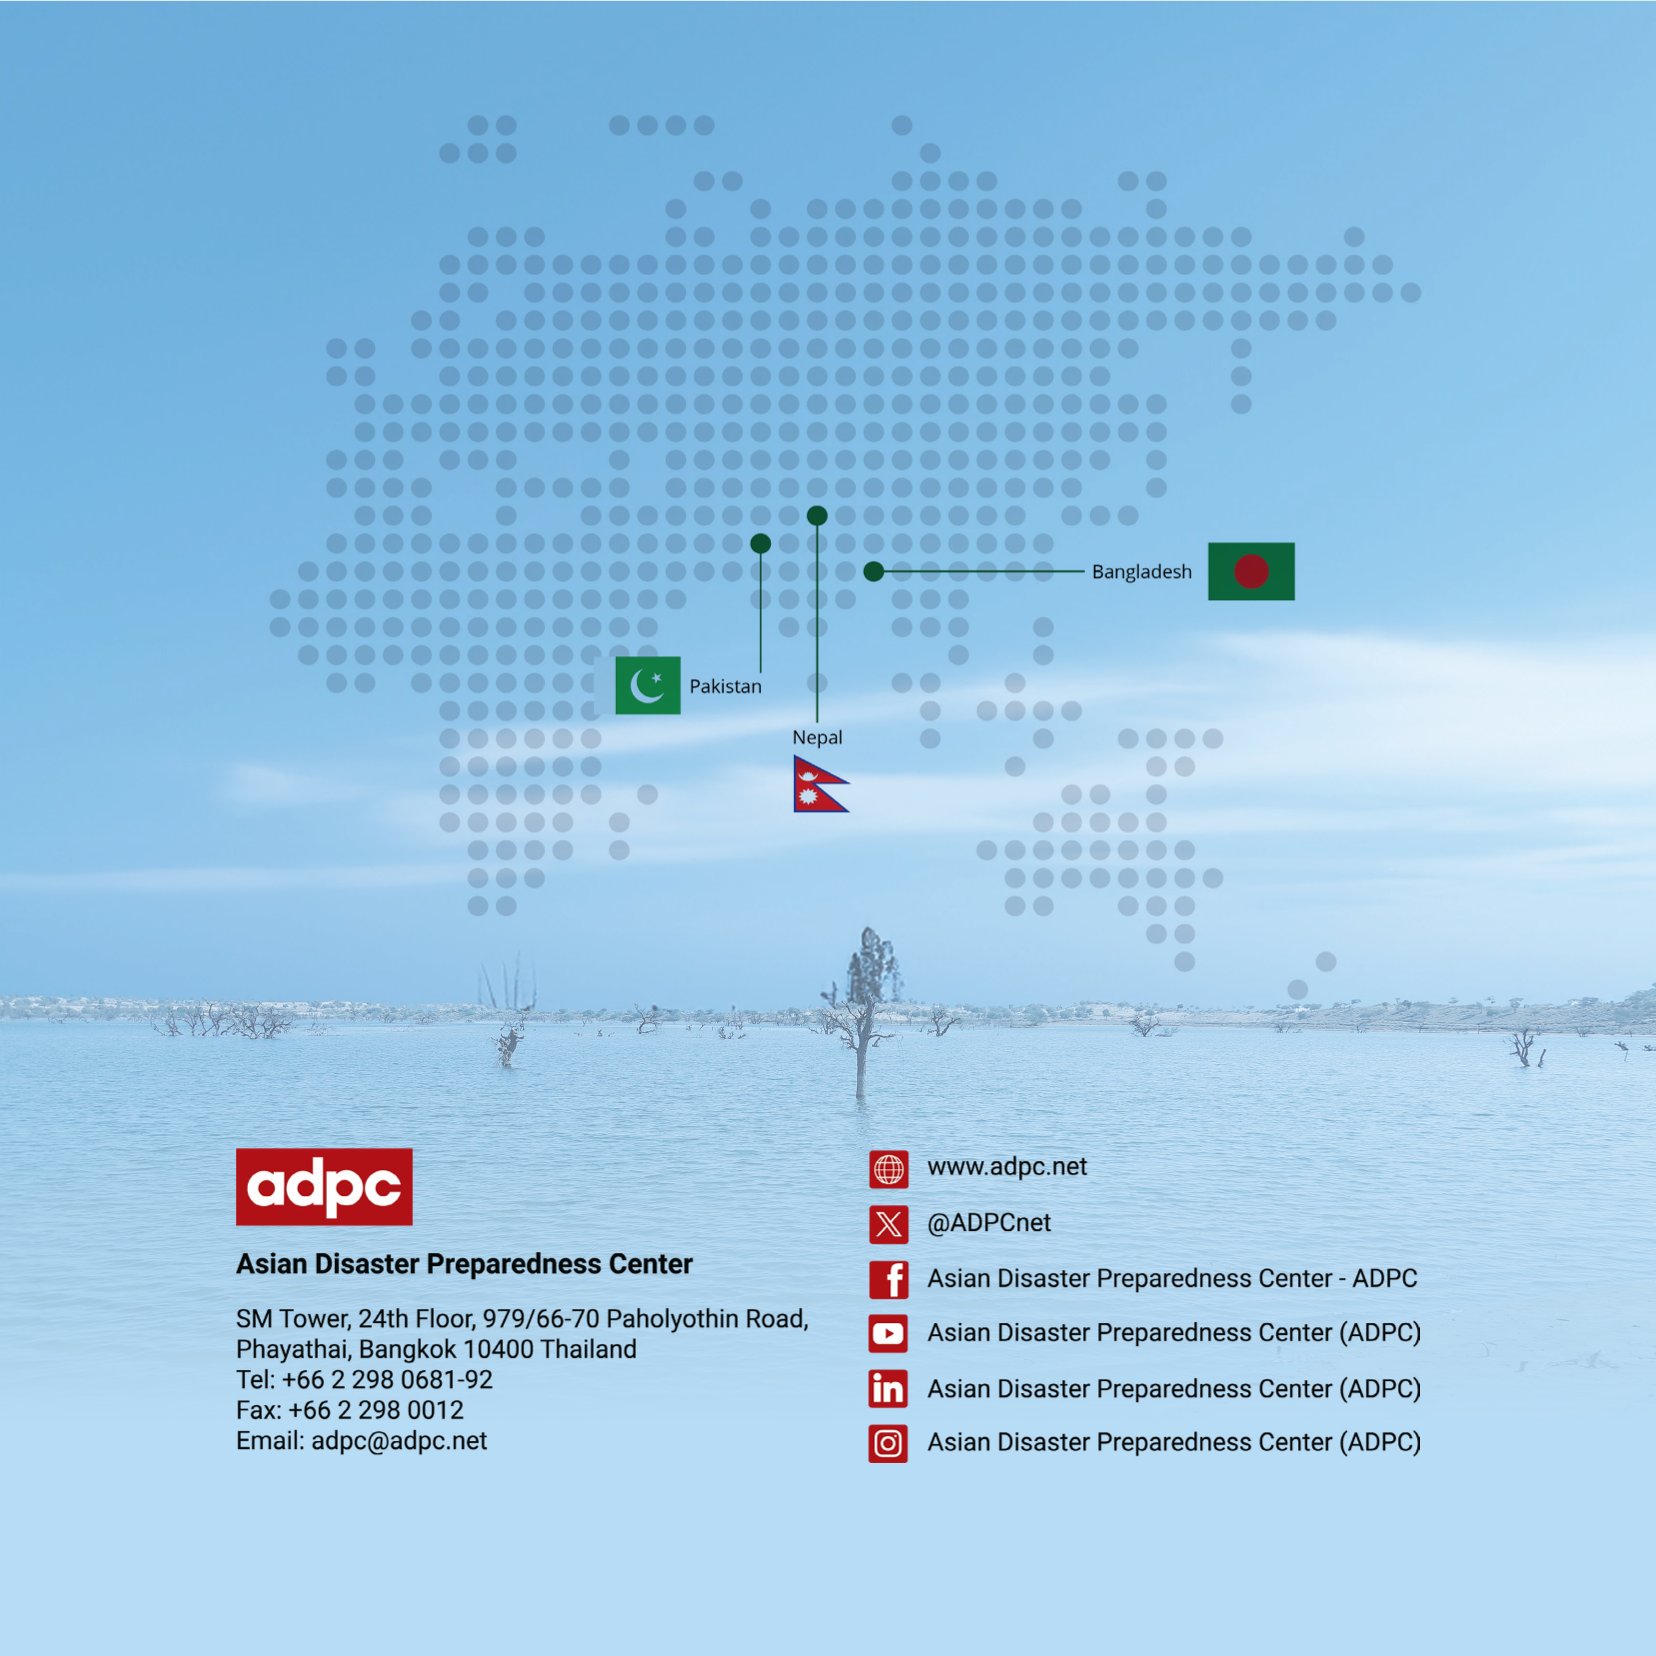 Bangladesh
Pakistan
Nepal
adpc
Asian Disaster Preparedness Center
SM Tower, 24th Floor, 979/66-70 Paholyothin Road,
Phayathai, Bangkok 10400 Thailand
Tel: +66 2 298 0681-92
Fax: +66 2 298 0012
Email: adpc@adpc.net
www.adpc.net
@ADPCnet
Asian Disaster Preparedness Center - ADPC
Asian Disaster Preparedness Center (ADPC)
Asian Disaster Preparedness Center (ADPC)
Asian Disaster Preparedness Center (ADPC)